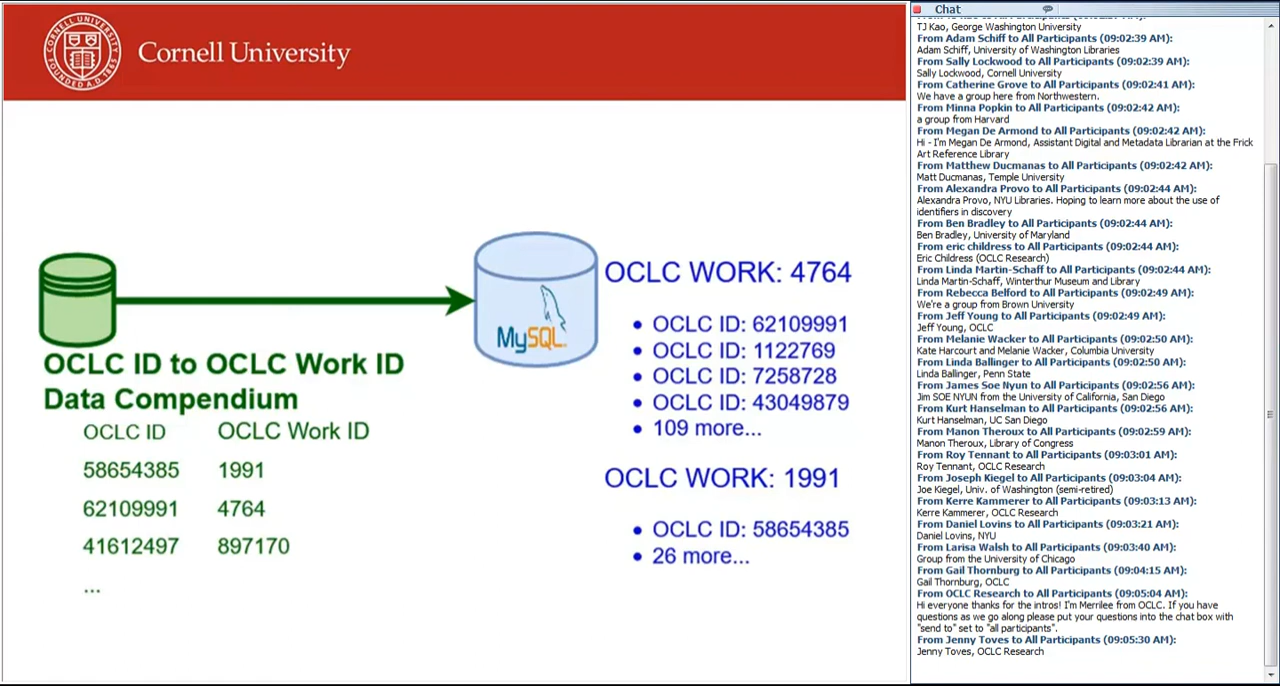 Cornell University
OCLC ID to OCLC Work ID
Data Compendium
OCLC ID OCLC Work ID
58654385 1991
62109991 4764
41612497 897170
...
MySQL
OCLC WORK: 4764
• OCLC ID: 62109991
• OCLC ID: 1122769
• OCLC ID: 7258728
• OCLC ID: 43049879
• 109 more...
OCLC WORK: 1991
• OCLC ID: 58654385
• 26 more...
Chat
TJ Kao, George Washington University
From Adam Schiff to All Participants (09:02:39 AM):
Adam Schiff, University of Washington Libraries
From Sally Lockwood to All Participants (09:02:39 AM):
Sally Lockwood, Cornell University
From Catherine Grove to All Participants (09:02:41 AM):
We have a group here from Northwestern.
From Minna Popkin to All Participants (09:02:42 AM):
a group from Harvard
From Megan De Armond to All Participants (09:02:42 AM):
Hi - I'm Megan De Armond, Assistant Digital and Metadata Librarian at the Frick
Art Reference Library
From Matthew Ducmanas to All Participants (09:02:42 AM):
Matt Ducmanas, Temple University
From Alexandra Provo to All Participants (09:02:44 AM):
Alexandra Provo, NYU Libraries. Hoping to learn more about the use of
identifiers in discovery
From Ben Bradley to All Participants (09:02:44 AM):
Ben Bradley, University of Maryland
From eric childress to All Participants (09:02:44 AM):
Eric Childress (OCLC Research)
From Linda Martin-Schaff to All Participants (09:02:44 AM):
Linda Martin-Schaff, Winterthur Museum and Library
From Rebecca Belford to All Participants (09:02:49 AM):
We're a group from Brown University
From Jeff Young to All Participants (09:02:49 AM):
Jeff Young, OCLC
From Melanie Wacker to All Participants (09:02:50 AM):
Kate Harcourt and Melanie Wacker, Columbia University
From Linda Ballinger to All Participants (09:02:50 AM):
Linda Ballinger, Penn State
From James Soe Nyun to All Participants (09:02:56 AM):
Jim SOE NYUN from the University of California, San Diego
From Kurt Hanselman to All Participants (09:02:56 AM):
Kurt Hanselman, UC San Diego
From Manon Theroux to All Participants (09:02:59 AM):
Manon Theroux, Library of Congress
From Roy Tennant to All Participants (09:03:01 AM):
Roy Tennant, OCLC Research
From Joseph Kiegel to All Participants (09:03:04 AM):
Joe Kiegel, Univ. of Washington (semi-retired)
From Kerre Kammerer to All Participants (09:03:13 AM):
Kerre Kammerer, OCLC Research
From Daniel Lovins to All Participants (09:03:21 AM):
Daniel Lovins, NYU
From Larisa Walsh to All Participants (09:03:40 AM):
Group from the University of Chicago
From Gail Thornburg to All Participants (09:04:15 AM):
Gail Thornburg, OCLC
From OCLC Research to All Participants (09:05:04 AM):
Hi everyone thanks for the intros! I'm Merrilee from OCLC. If you have
questions as we go along please put your questions into the chat box with
"send to" set to "all participants".
From Jenny Toves to All Participants (09:05:30 AM):
Jenny Toves, OCLC Research